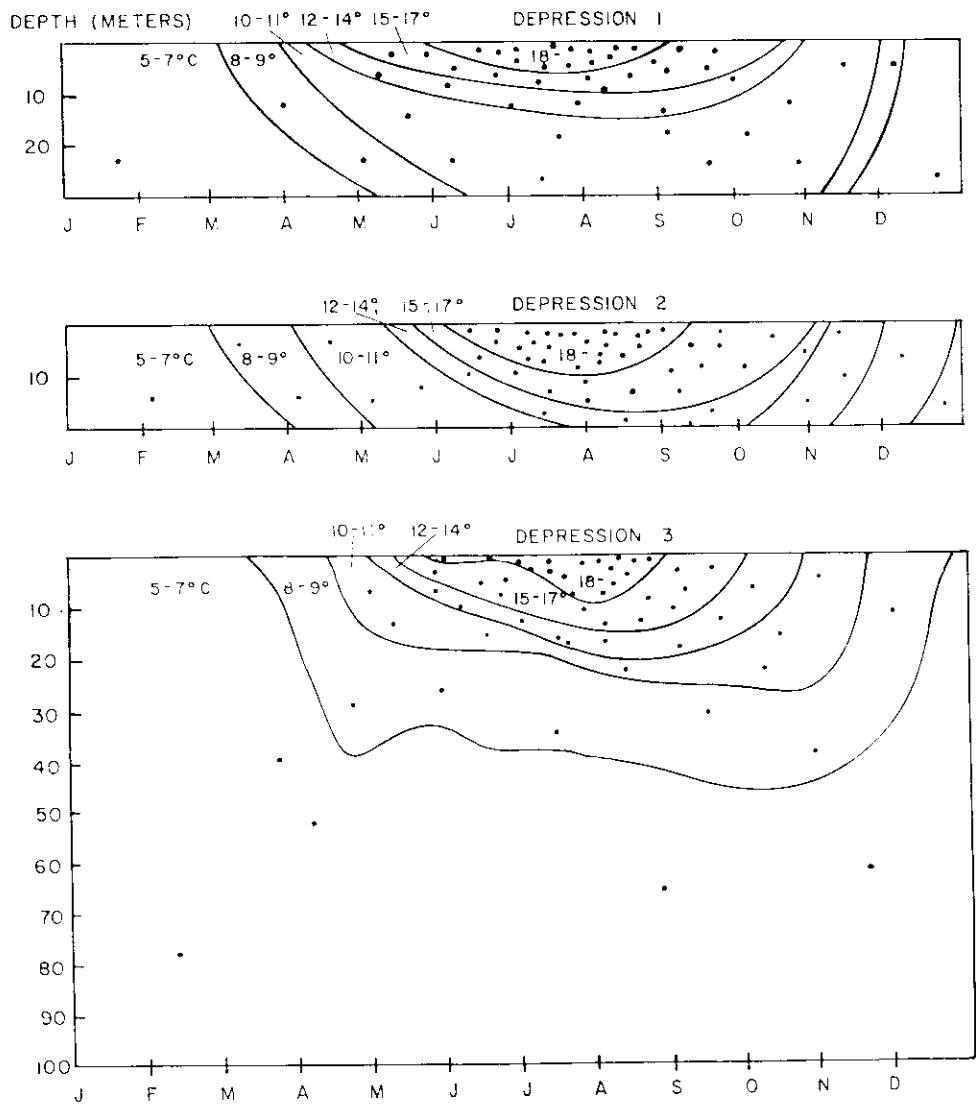 DEPTH (METERS) 10-11° 12-14° 15-17° DEPRESSION 1
5-7°C 8-9° 18-
10
20
J F M A M J J A S O N D
12-14° 15-17° DEPRESSION 2
5-7°C 8-9° 10-11° 18-
10
J F M A M J J A S O N D
10-11° 12-14° DEPRESSION 3
5-7°C 8-9° 18-
15-17°
10
20
30
40
50
60
70
80
90
100
J F M A M J J A S O N D